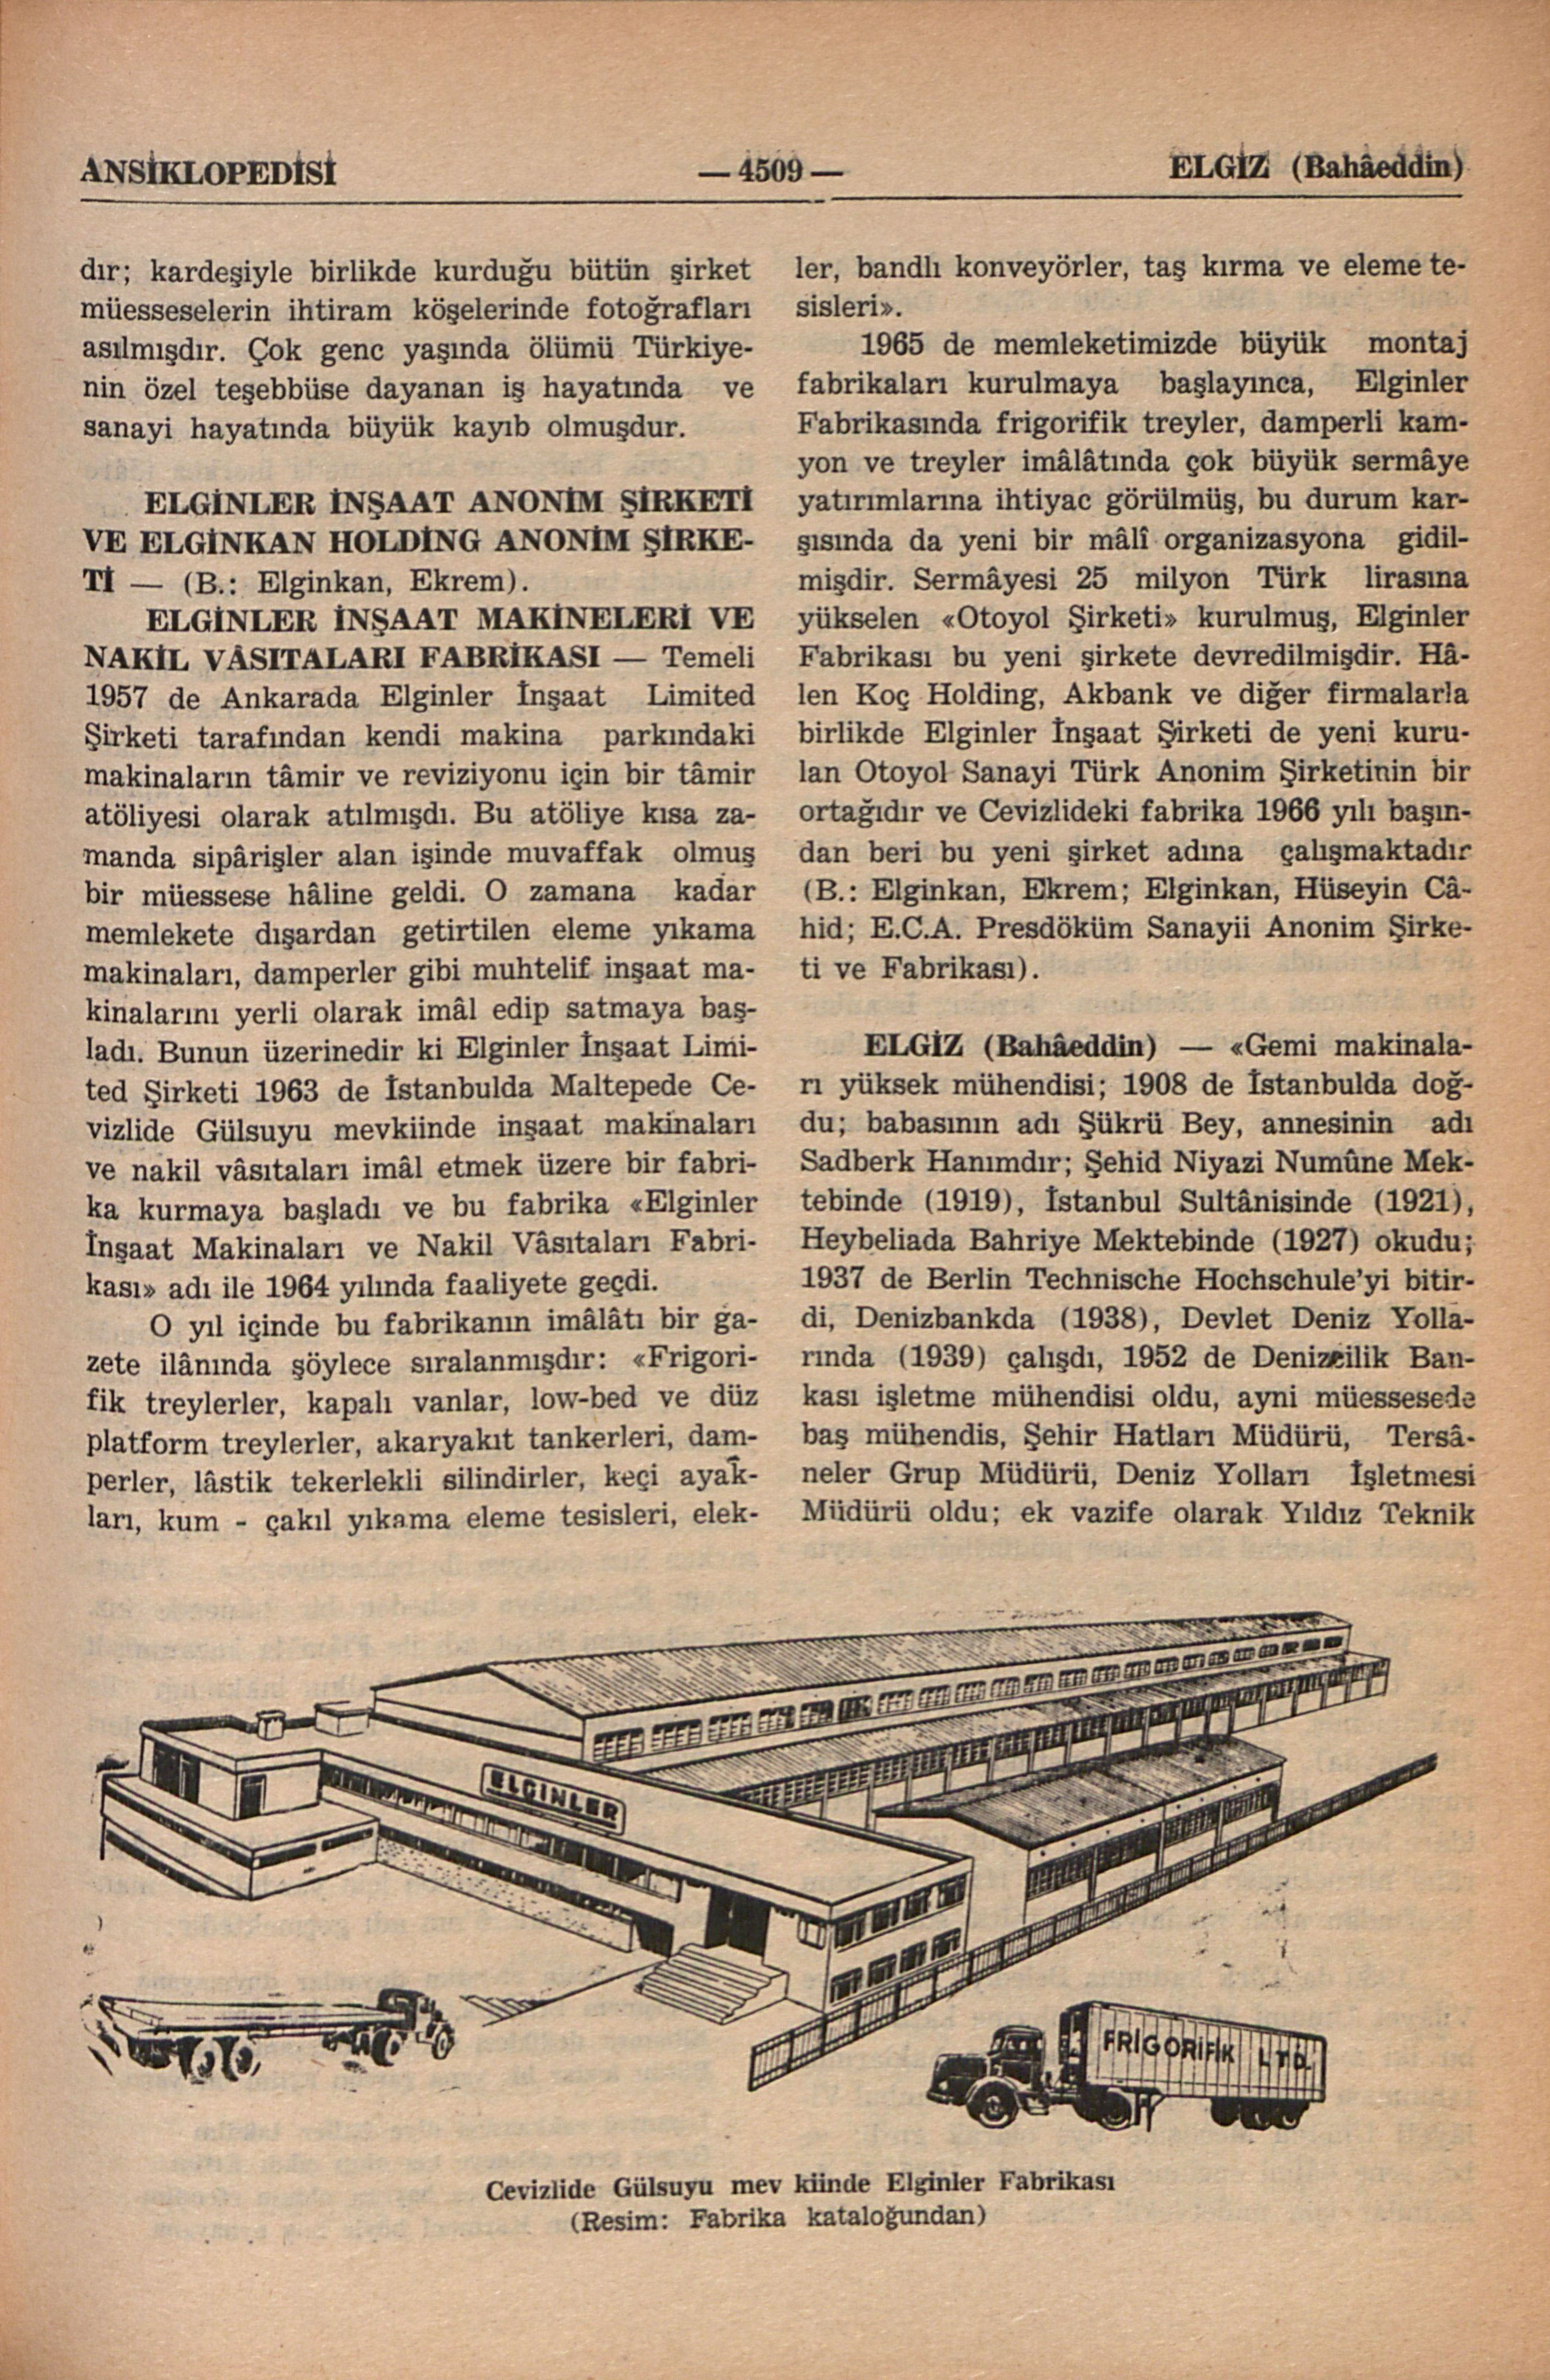 ANSİKLOPEDİSİ
— 4509 —
ELGİZ (Bahâeddin)
dır; kardeşiyle birlikde kurduğu bütün şirket
müesseselerin ihtiram köşelerinde fotoğrafları
asılmışdır. Çok genc yaşında ölümü Türkiye-
nin özel teşebbüse dayanan iş hayatında ve
sanayi hayatında büyük kayıb olmuşdur.
ELGİNLER İNŞAAT ANONİM ŞİRKETİ
VE ELGİNKAN HOLDİNG ANONİM ŞİRKE-
Tİ — (B.: Elginkan, Ekrem).
ELGİNLER İNŞAAT MAKİNELERİ VE
NAKİL VÂSITALARI FABRİKASI — Temeli
1957 de Ankarada Elginler İnşaat Limited
Şirketi tarafından kendi makina parkındaki
makinaların tâmir ve reviziyonu için bir tâmir
atöliyesi olarak atılmışdı. Bu atöliye kısa za-
manda sipârişler alan işinde muvaffak olmuş
bir müessese hâline geldi. O zamana kadar
memlekete dışardan getirtilen eleme yıkama
makinaları, damperler gibi muhtelif inşaat ma-
kinalarını yerli olarak imâl edip satmaya baş-
ladı. Bunun üzerinedir ki Elginler İnşaat Limi-
ted Şirketi 1963 de İstanbulda Maltepede Ce-
vizlide Gülsuyu mevkiinde inşaat makinaları
ve nakil vâsıtaları imâl etmek üzere bir fabri-
ka kurmaya başladı ve bu fabrika «Elginler
İnşaat Makinaları ve Nakil Vâsıtaları Fabri-
kası» adı ile 1964 yılında faaliyete geçdi.
O yıl içinde bu fabrikanın imâlâtı bir ga-
zete ilânında şöylece sıralanmışdır: «Frigori-
fik treylerler, kapalı vanlar, low-bed ve düz
platform treylerler, akaryakıt tankerleri, dam-
perler, lâstik tekerlekli silindirler, keçi ayak-
ları, kum - çakıl yıkama eleme tesisleri, elek-
ler, bandlı konveyörler, taş kırma ve eleme te-
sisleri».
1965 de memleketimizde büyük montaj
fabrikaları kurulmaya başlayınca, Elginler
Fabrikasında frigorifik treyler, damperli kam-
yon ve treyler imâlâtında çok büyük sermâye
yatırımlarına ihtiyac görülmüş, bu durum kar-
şısında da yeni bir mâlî organizasyona gidil-
mişdir. Sermâyesi 25 milyon Türk lirasına
yükselen «Otoyol Şirketi» kurulmuş, Elginler
Fabrikası bu yeni şirkete devredilmişdir. Hâ-
len Koç Holding, Akbank ve diğer firmalarla
birlikde Elginler İnşaat Şirketi de yeni kuru-
lan Otoyol Sanayi Türk Anonim Şirketinin bir
ortağıdır ve Cevizlideki fabrika 1966 yılı başın-
dan beri bu yeni şirket adına çalışmaktadır
(B.: Elginkan, Ekrem; Elginkan, Hüseyin Câ-
hid; E.C.A. Presdöküm Sanayii Anonim Şirke-
ti ve Fabrikası).
ELGİZ (Bahâeddin) — «Gemi makinala-
rı yüksek mühendisi; 1908 de İstanbulda doğ-
du; babasının adı Şükrü Bey, annesinin adı
Sadberk Hanımdır; Şehid Niyazi Numûne Mek-
tebinde (1919), İstanbul Sultânisinde (1921),
Heybeliada Bahriye Mektebinde (1927) okudu;
1937 de Berlin Technische Hochschule'yi bitir-
di, Denizbankda (1938), Devlet Deniz Yolla-
rında (1939) çalışdı, 1952 de Denizcilik Ban-
kası işletme mühendisi oldu, ayni müessesede
baş mühendis, Şehir Hatları Müdürü, Tersâ-
neler Grup Müdürü, Deniz Yolları İşletmesi
Müdürü oldu; ek vazife olarak Yıldız Teknik
ELGINLER
FRİGORİFİK LTD.
Cevizlide Gülsuyu mev kiinde Elginler Fabrikası
(Resim: Fabrika kataloğundan)